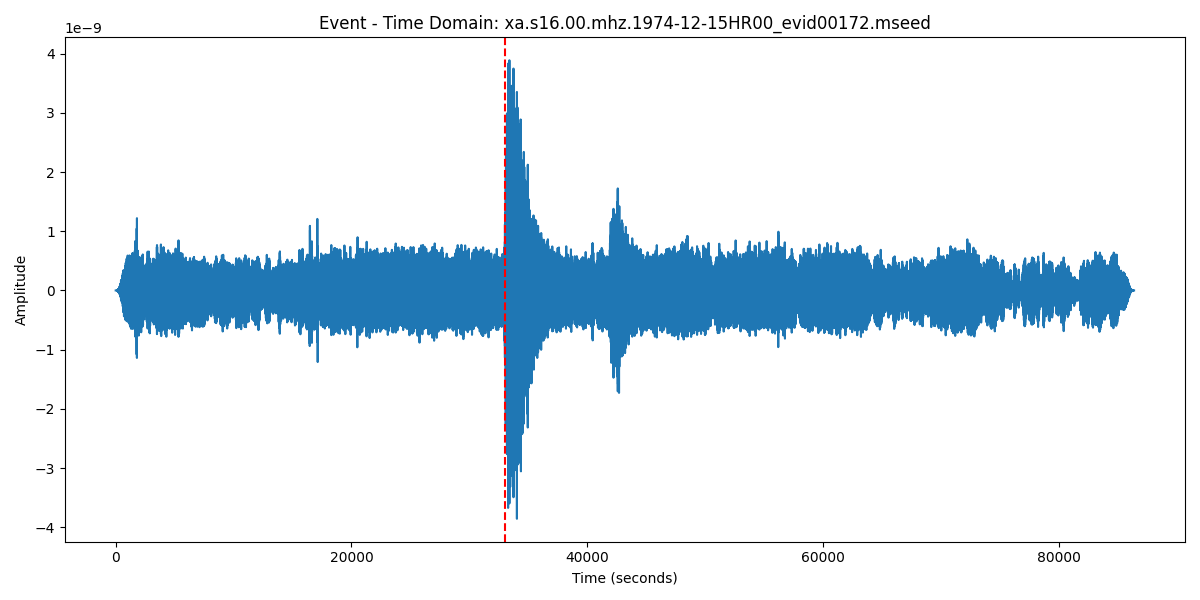 Event - Time Domain: xa.s16.00.mhz.1974-12-15HR00_evid00172.mseed
1e−9
4
3
2
1
0
−1
−2
−3
−4
Amplitude
0 20000 40000 60000 80000
Time (seconds)